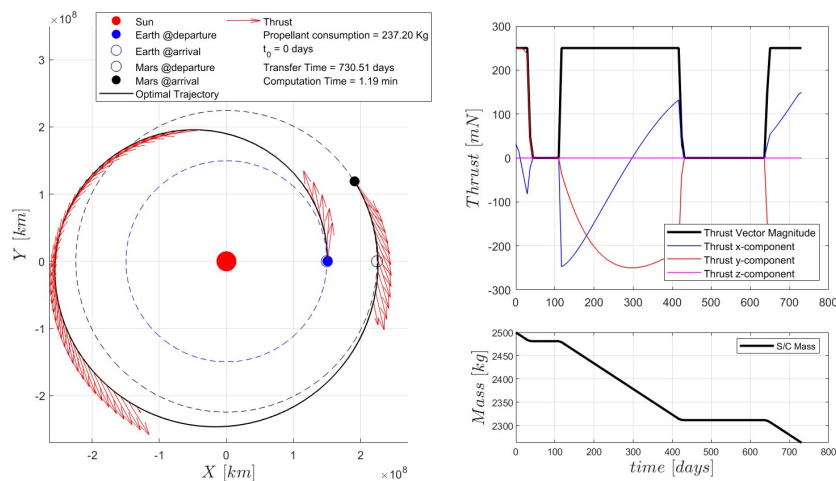 ×10⁸
Sun
Earth @departure
Earth @arrival
Mars @departure
Mars @arrival
Optimal Trajectory
Thrust
Propellant consumption = 237.20 Kg
t₀ = 0 days
Transfer Time = 730.51 days
Computation Time = 1.19 min
3
2
1
0
-1
-2
Y [km]
-2
-1
0
1
2
×10⁸
X [km]
300
200
100
0
-100
-200
-300
Thrust [mN]
0
100
200
300
400
500
600
700
800
Thrust Vector Magnitude
Thrust x-component
Thrust y-component
Thrust z-component
2500
2450
2400
2350
2300
Mass [kg]
S/C Mass
0
100
200
300
400
500
600
700
800
time [days]